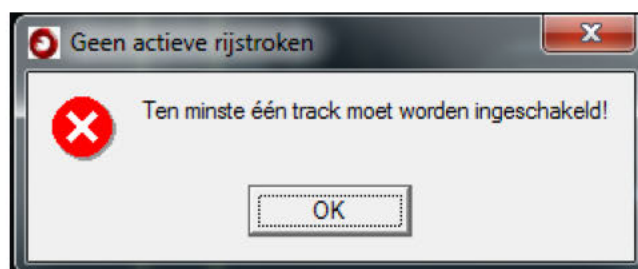 Geen actieve rijstroken
Ten minste één track moet worden ingeschakeld!
OK